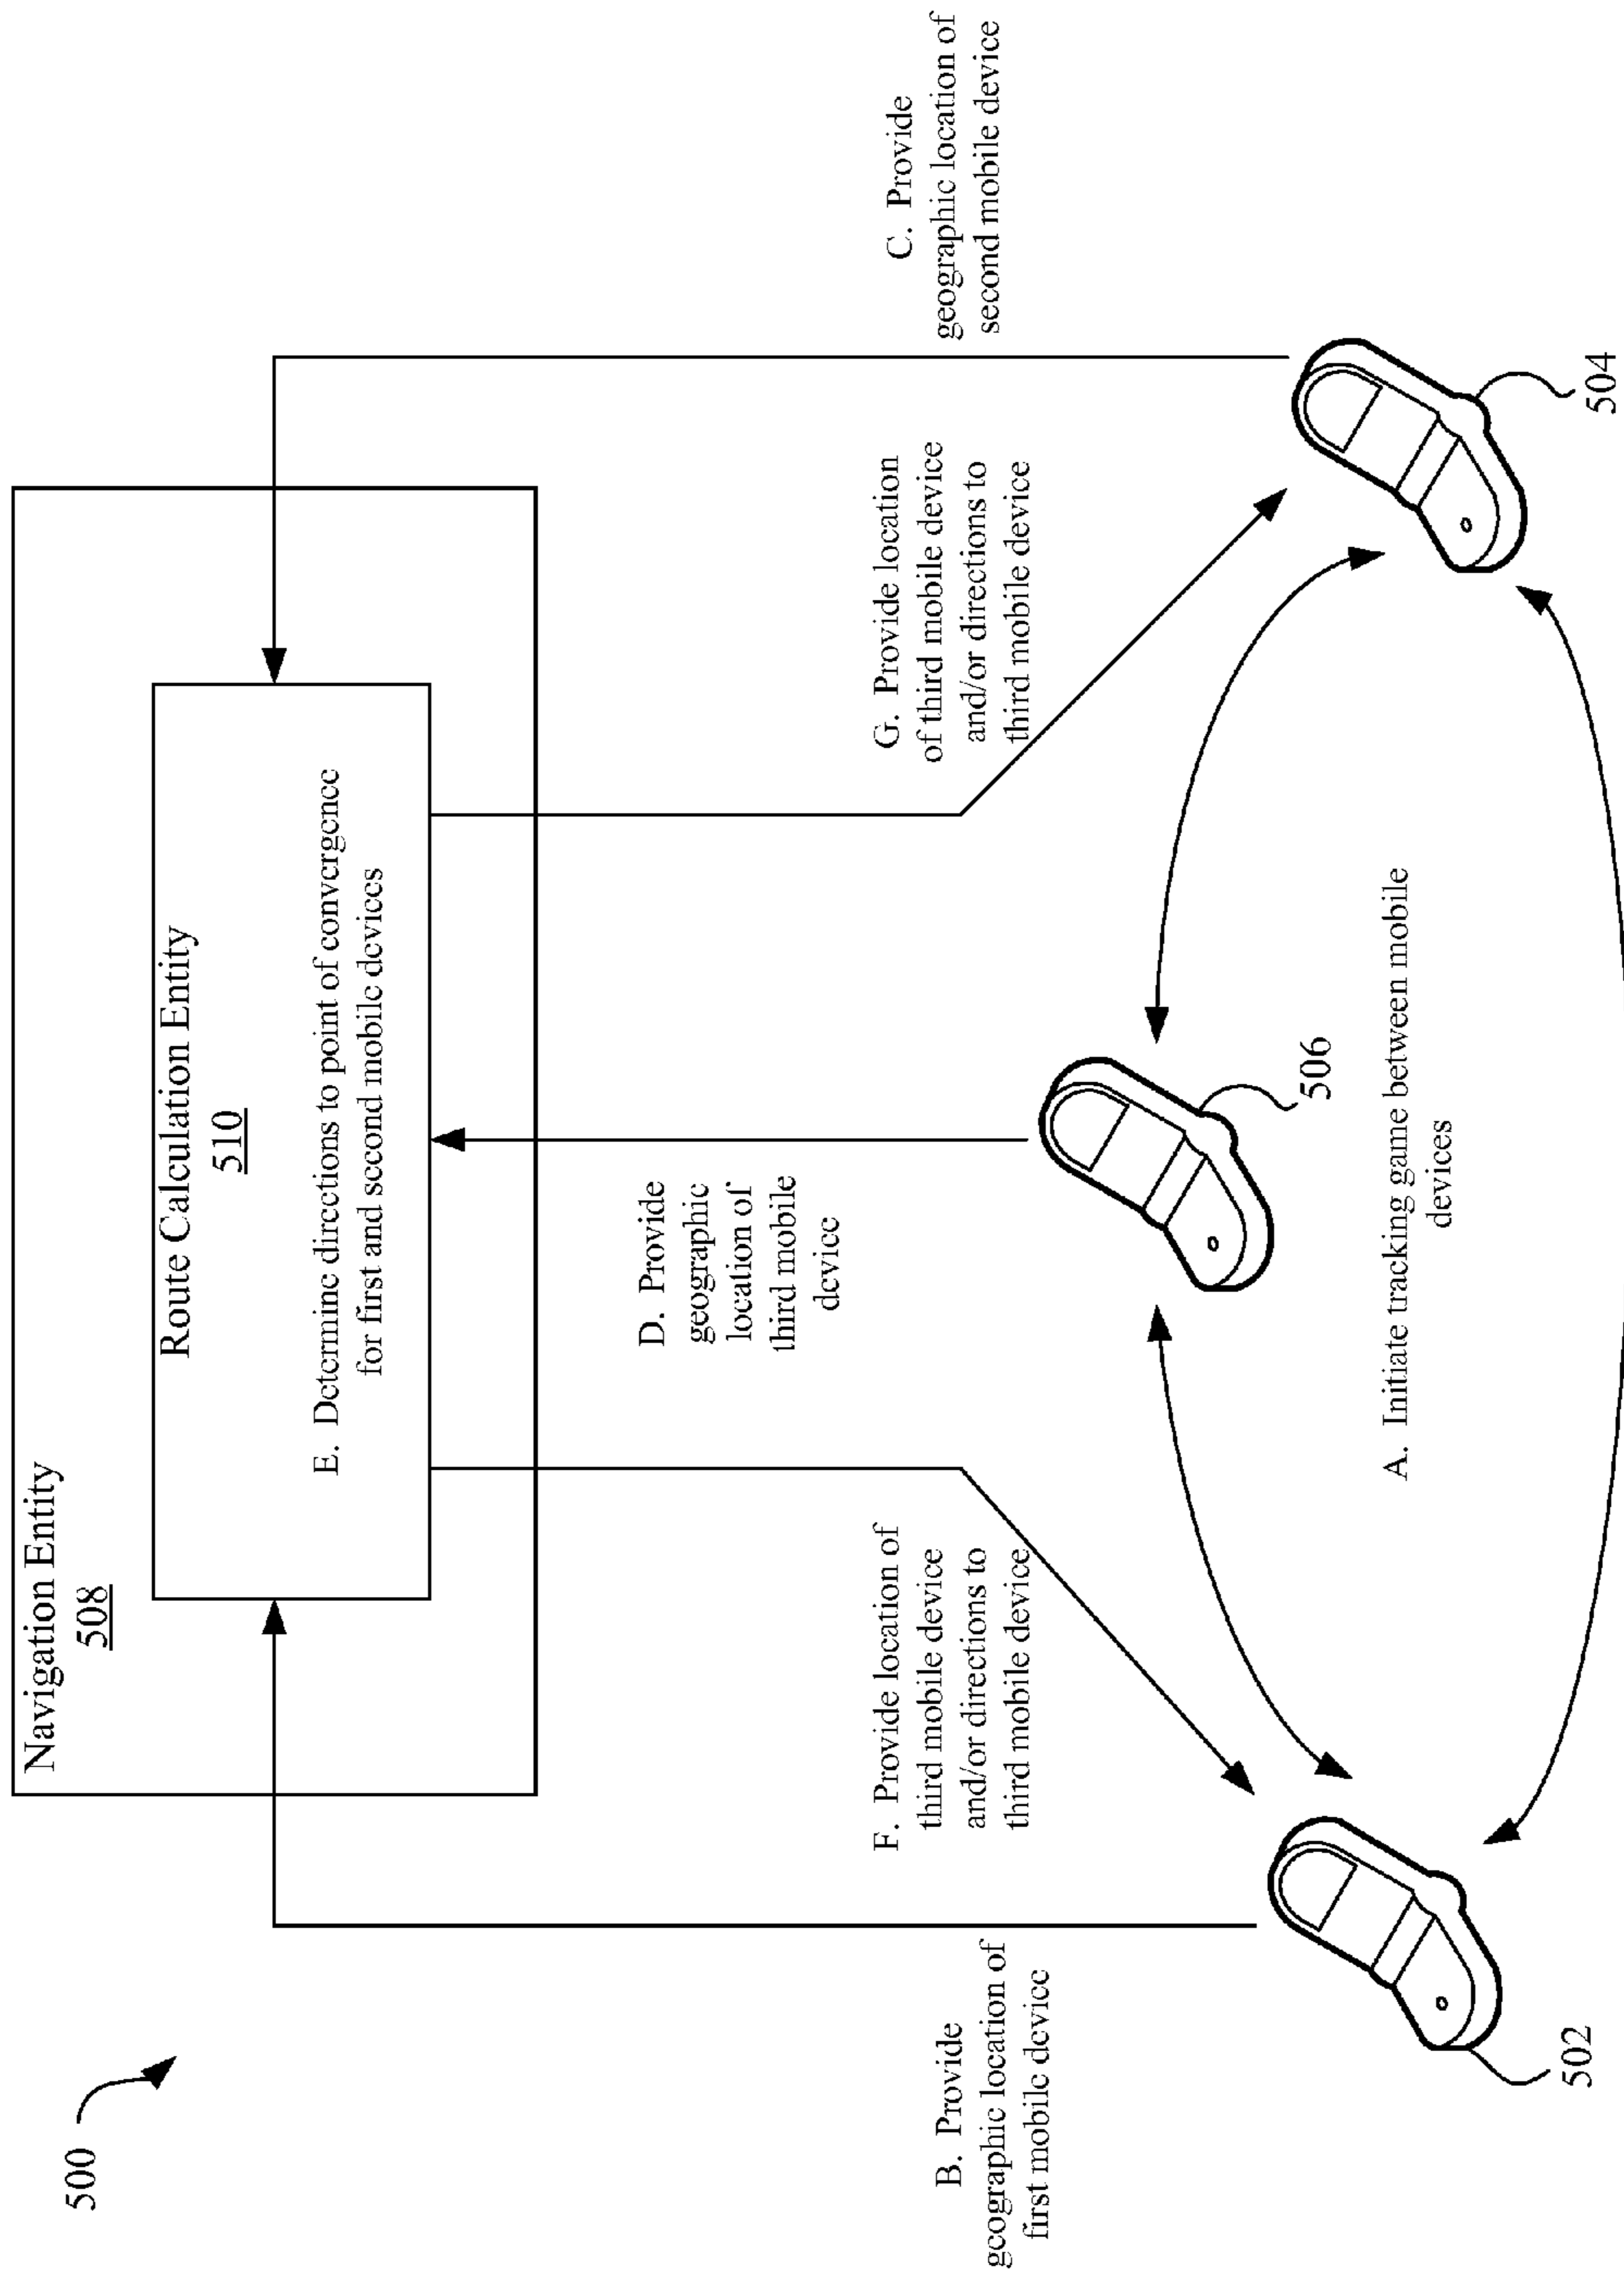 500
Navigation Entity
508
Route Calculation Entity
510
E. Determine directions to point of convergence
for first and second mobile devices
B. Provide
geographic location of
first mobile device
F. Provide location of
third mobile device
and/or directions to
third mobile device
D. Provide
geographic
location of
third mobile
device
G. Provide location
of third mobile device
and/or directions to
third mobile device
C. Provide
geographic location of
second mobile device
506
A. Initiate tracking game between mobile
devices
502
504